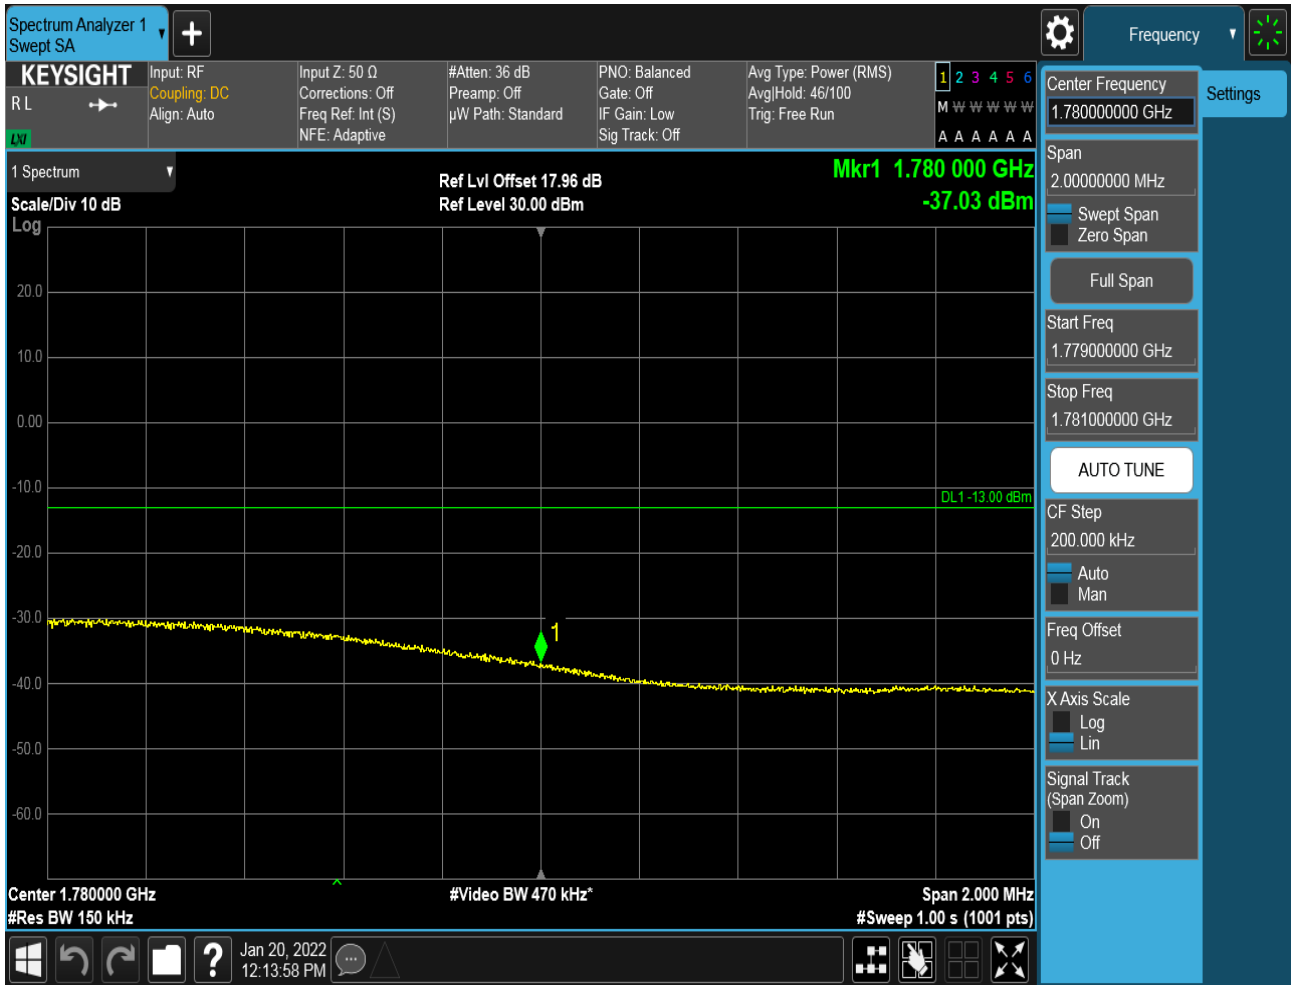 Spectrum Analyzer 1
Swept SA
Frequency
KEYSIGHT
R L
LXI
Input: RF
Coupling: DC
Align: Auto
Input Z: 50 Ω
Corrections: Off
Freq Ref: Int (S)
NFE: Adaptive
#Atten: 36 dB
Preamp: Off
µW Path: Standard
PNO: Balanced
Gate: Off
IF Gain: Low
Sig Track: Off
Avg Type: Power (RMS)
Avg|Hold: 46/100
Trig: Free Run
1 2 3 4 5 6
M W W W W W
A A A A A A
1 Spectrum
Scale/Div 10 dB
Log
Ref Lvl Offset 17.96 dB
Ref Level 30.00 dBm
Mkr1 1.780 000 GHz
-37.03 dBm
20.0
10.0
0.00
-10.0
DL1 -13.00 dBm
-20.0
-30.0
1
-40.0
-50.0
-60.0
Center 1.780000 GHz
#Res BW 150 kHz
#Video BW 470 kHz*
Span 2.000 MHz
#Sweep 1.00 s (1001 pts)
Jan 20, 2022
12:13:58 PM
Center Frequency
1.780000000 GHz
Settings
Span
2.00000000 MHz
Swept Span
Zero Span
Full Span
Start Freq
1.779000000 GHz
Stop Freq
1.781000000 GHz
AUTO TUNE
CF Step
200.000 kHz
Auto
Man
Freq Offset
0 Hz
X Axis Scale
Log
Lin
Signal Track
(Span Zoom)
On
Off